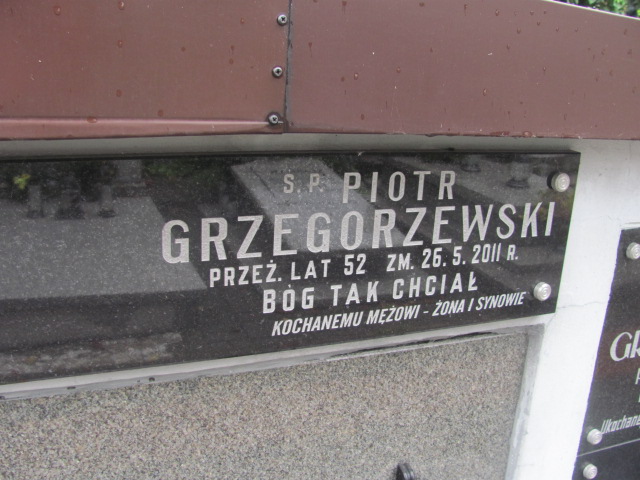 Ś.P. PIOTR
GRZEGORZEWSKI
PRZEŻ. LAT 52 ZM. 26.5.2011 R.
BÓG TAK CHCIAŁ
KOCHANEMU MĘŻOWI - ŻONA I SYNOWIE